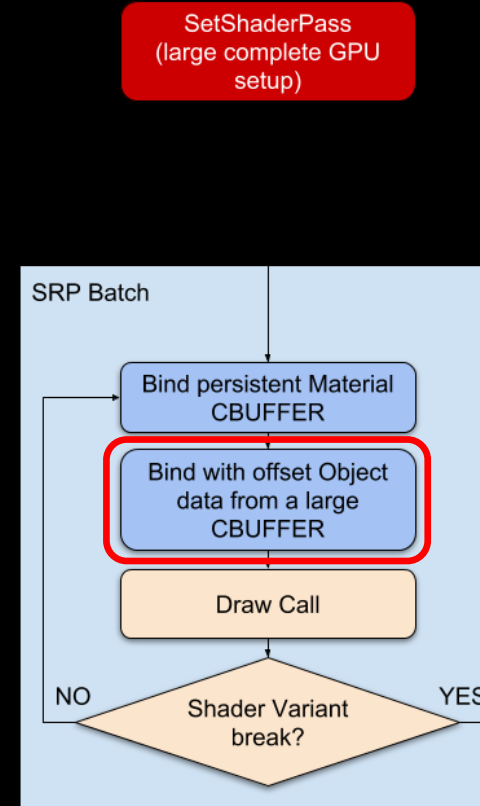 SetShaderPass
(large complete GPU
setup)
SRP Batch
Bind persistent Material
CBUFFER
Bind with offset Object
data from a large
CBUFFER
Draw Call
NO
YES
Shader Variant
break?